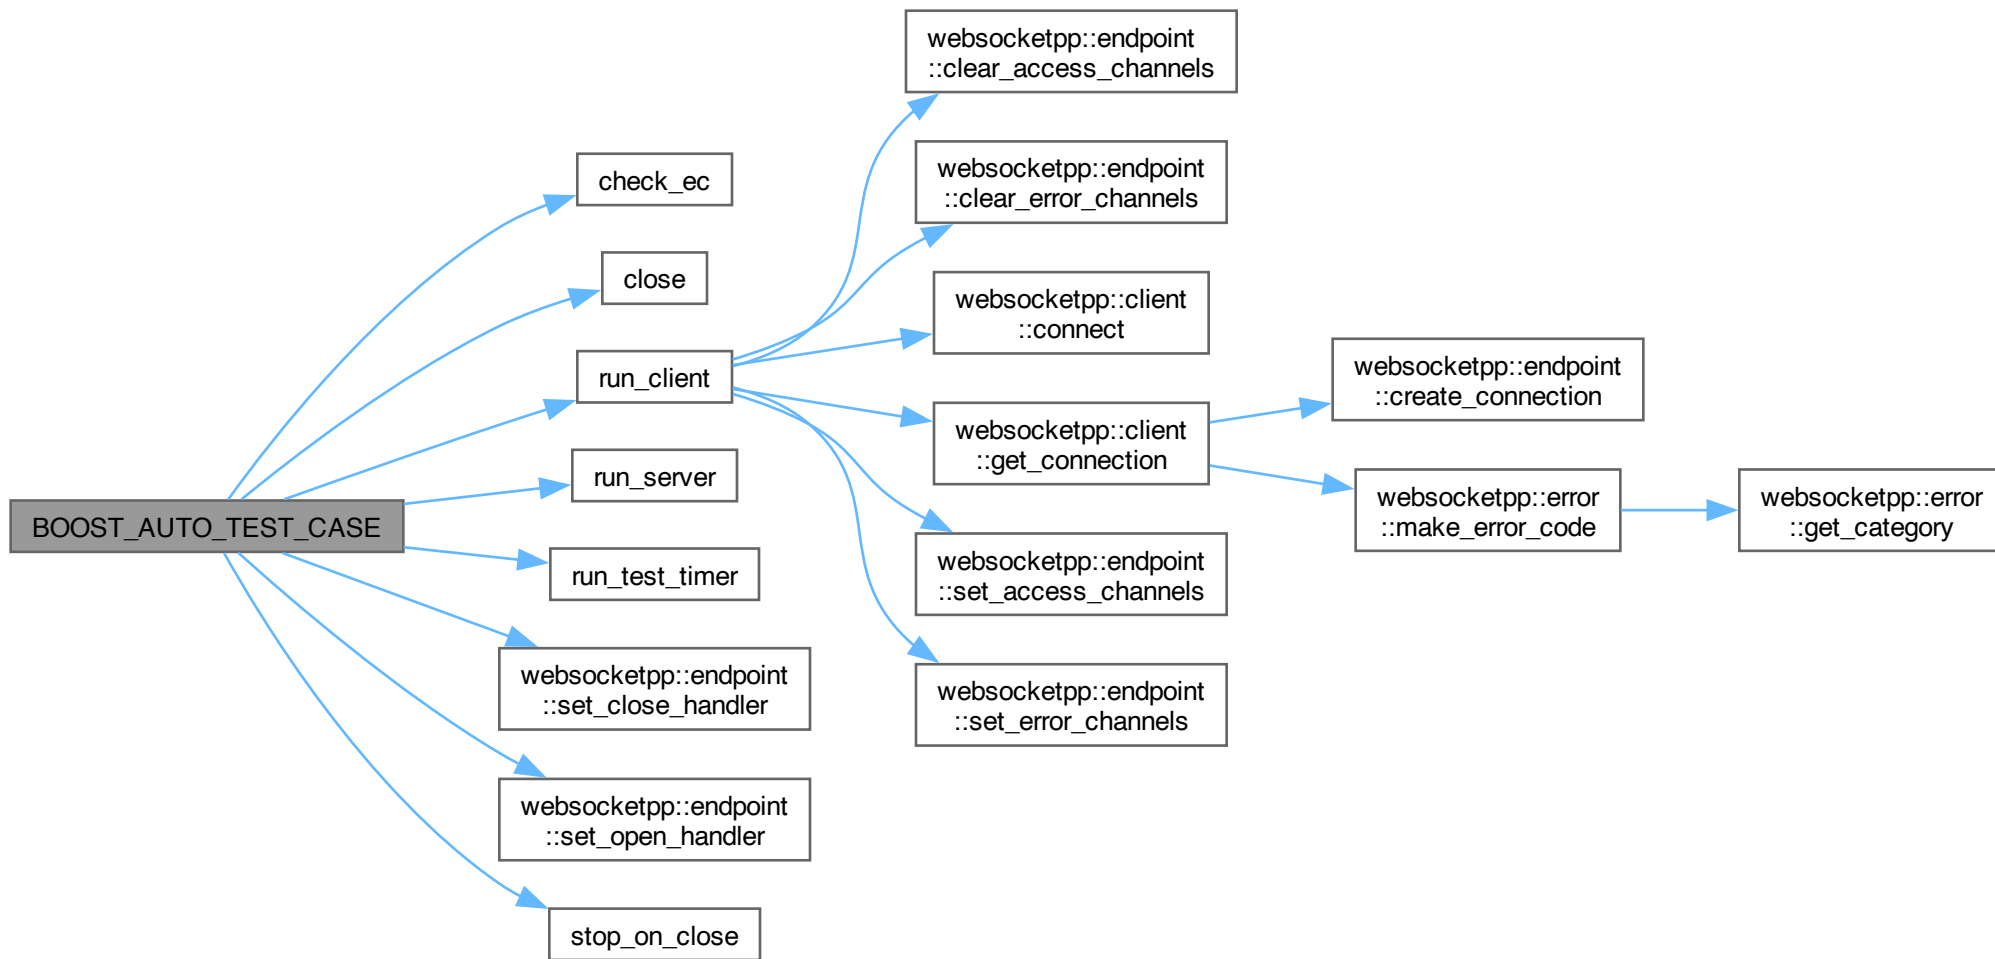 BOOST_AUTO_TEST_CASE
check_ec
close
run_client
run_server
run_test_timer
websocketpp::endpoint
::set_close_handler
websocketpp::endpoint
::set_open_handler
stop_on_close
websocketpp::endpoint
::clear_access_channels
websocketpp::endpoint
::clear_error_channels
websocketpp::client
::connect
websocketpp::client
::get_connection
websocketpp::endpoint
::set_access_channels
websocketpp::endpoint
::set_error_channels
websocketpp::endpoint
::create_connection
websocketpp::error
::make_error_code
websocketpp::error
::get_category